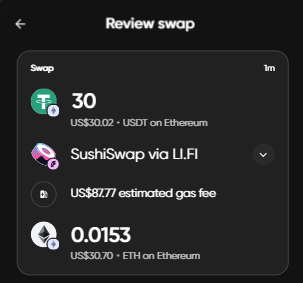 Review swap
Swap 1m
30
US$30.02 • USDT on Ethereum
SushiSwap via LI.FI
US$87.77 estimated gas fee
0.0153
US$30.70 • ETH on Ethereum